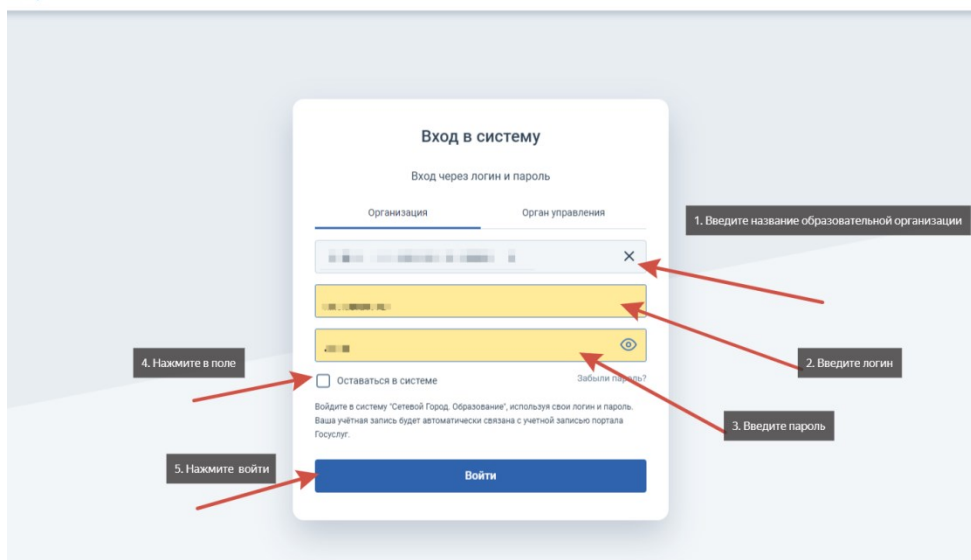 Вход в систему
Вход через логин и пароль
Организация
Орган управления
1. Введите название образовательной организации
2. Введите логин
3. Введите пароль
4. Нажмите в поле
Оставаться в системе
Забыли пароль?
Войдите в систему "Сетевой Город. Образование", используя свои логин и пароль.
Ваша учётная запись будет автоматически связана с учетной записью портала
Госуслуг.
5. Нажмите войти
Войти